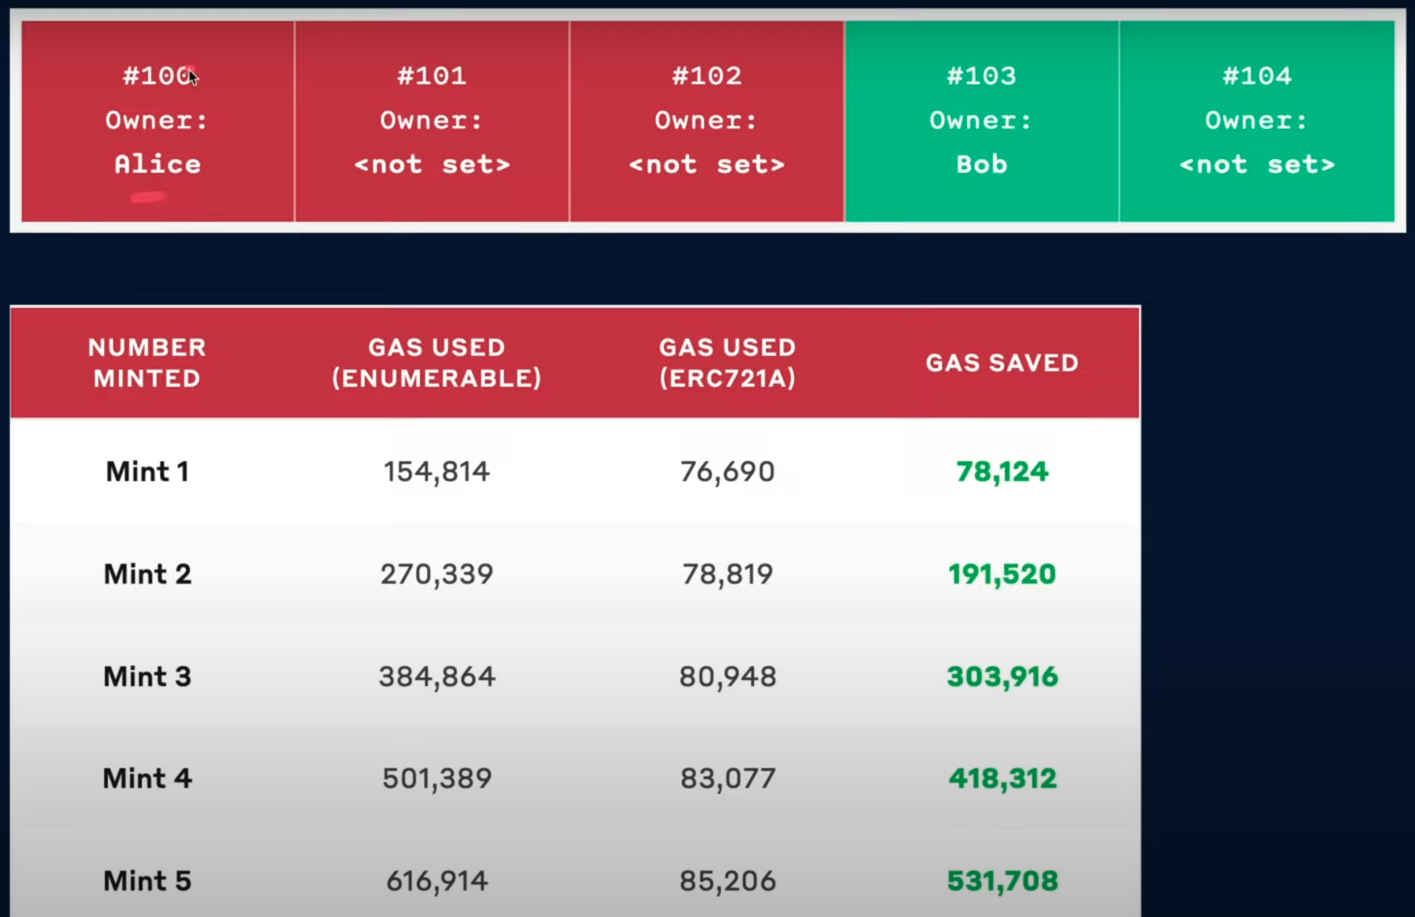 #100 #101 #102 #103 #104
Owner: Owner: Owner: Owner: Owner:
Alice <not set> <not set> Bob <not set>
NUMBER MINTED GAS USED (ENUMERABLE) GAS USED (ERC721A) GAS SAVED
Mint 1 154,814 76,690 78,124
Mint 2 270,339 78,819 191,520
Mint 3 384,864 80,948 303,916
Mint 4 501,389 83,077 418,312
Mint 5 616,914 85,206 531,708